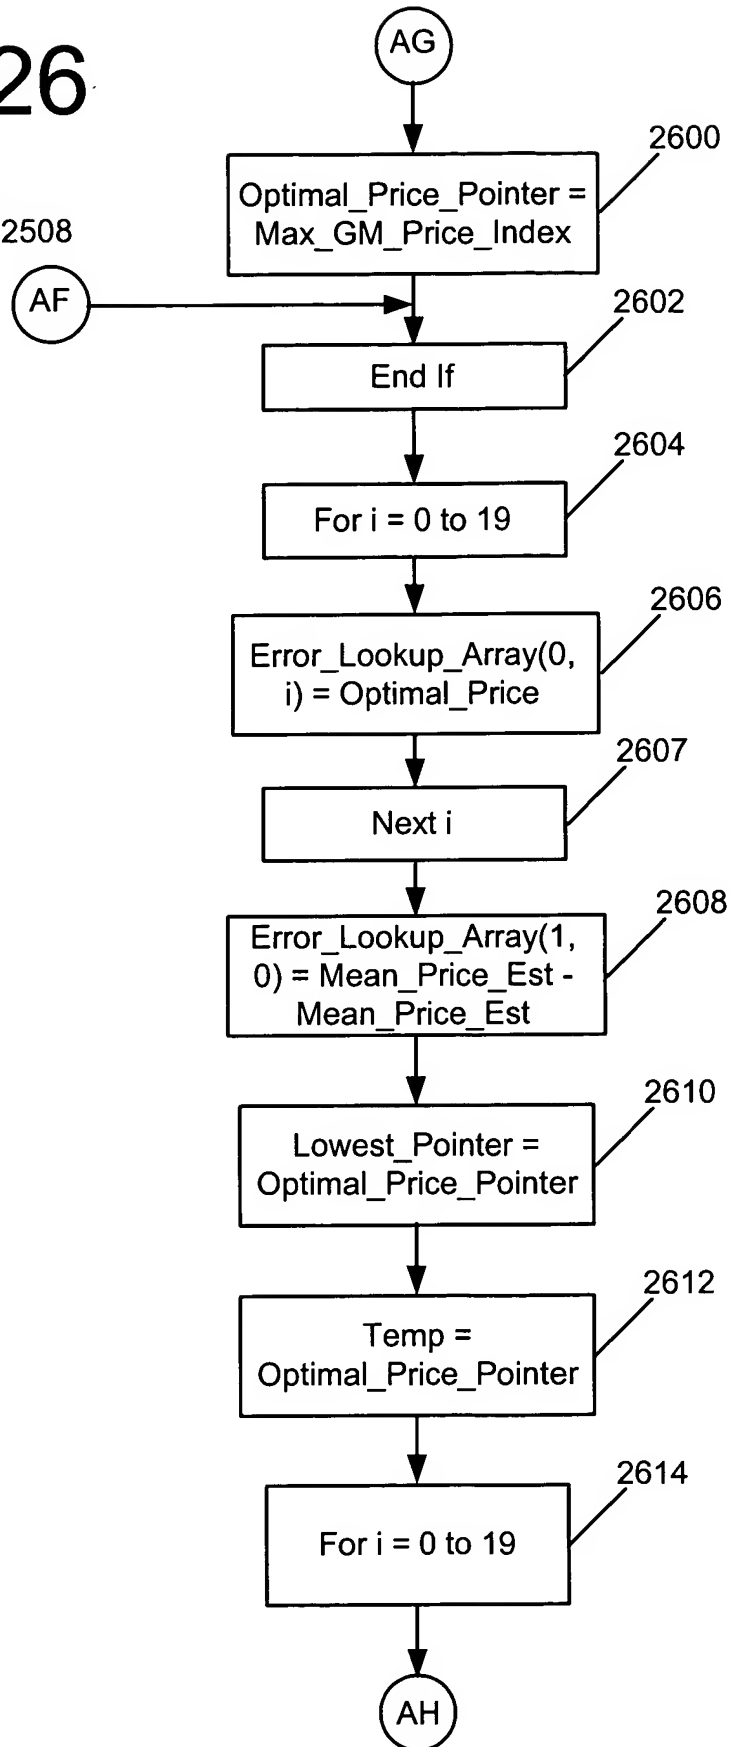 26
AG
2600
Optimal_Price_Pointer =
Max_GM_Price_Index
2508
AF
2602
End If
2604
For i = 0 to 19
2606
Error_Lookup_Array(0,
i) = Optimal_Price
2607
Next i
2608
Error_Lookup_Array(1,
0) = Mean_Price_Est -
Mean_Price_Est
2610
Lowest_Pointer =
Optimal_Price_Pointer
2612
Temp =
Optimal_Price_Pointer
2614
For i = 0 to 19
AH